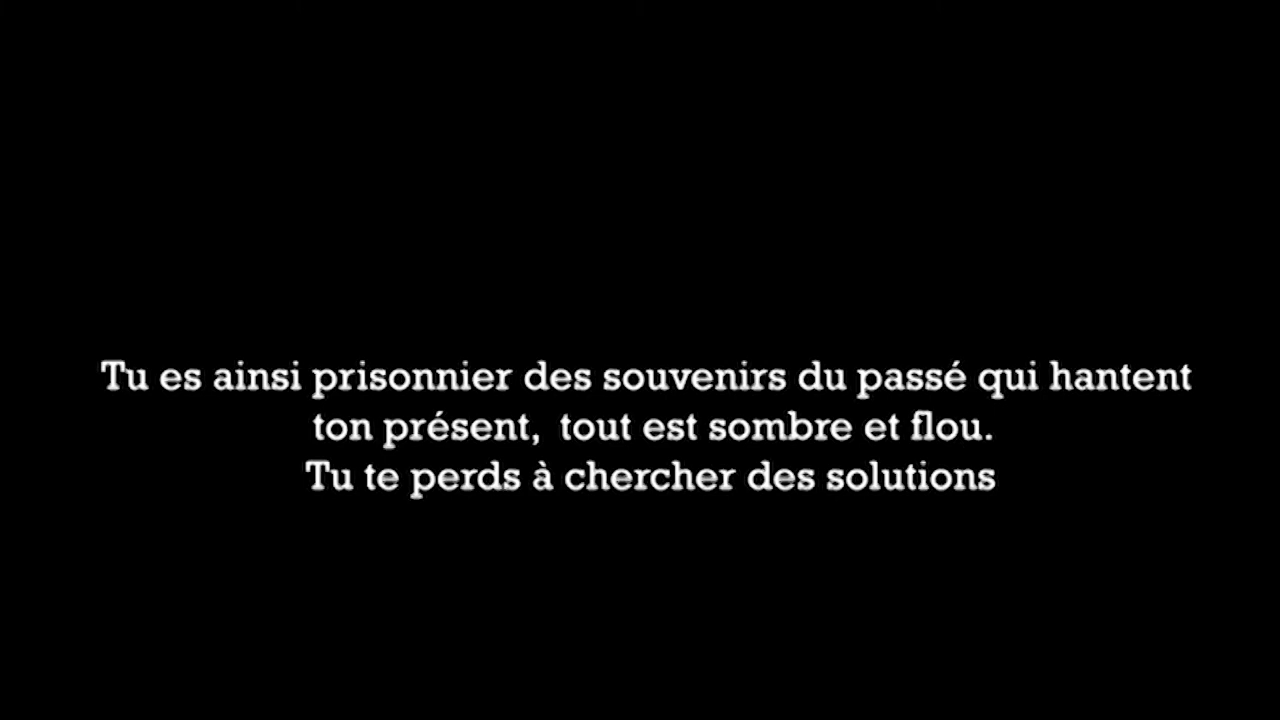 Tu es ainsi prisonnier des souvenirs du passé qui hantent
ton présent,  tout est sombre et flou.
Tu te perds à chercher des solutions